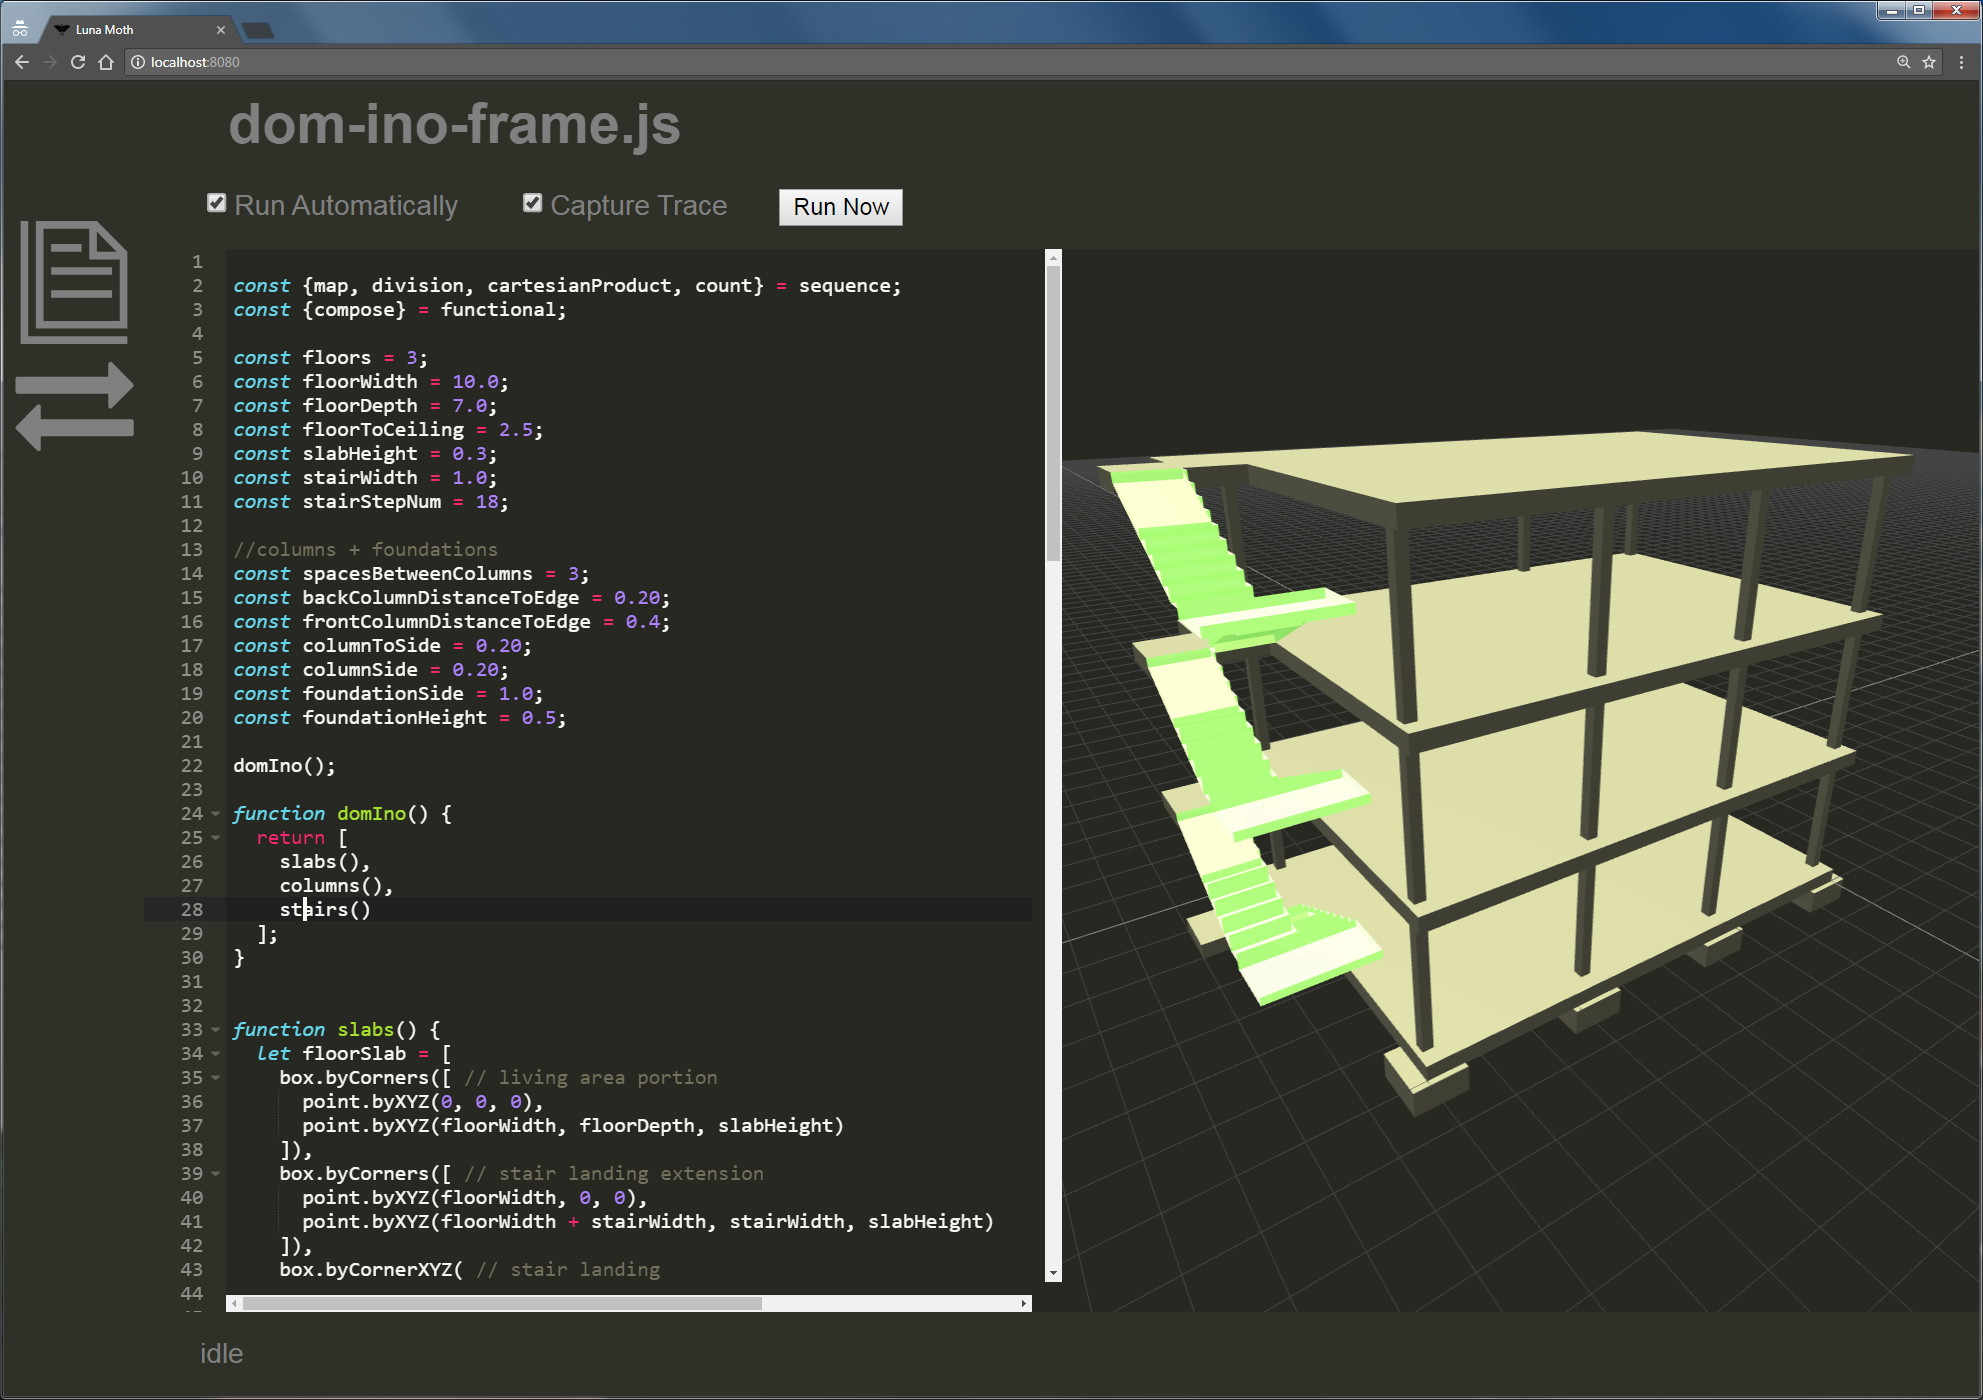 Luna Moth
localhost:8080
dom-ino-frame.js
Run Automatically
Capture Trace
Run Now
1
2 const {map, division, cartesianProduct, count} = sequence;
3 const {compose} = functional;
4
5 const floors = 3;
6 const floorWidth = 10.0;
7 const floorDepth = 7.0;
8 const floorToCeiling = 2.5;
9 const slabHeight = 0.3;
10 const stairWidth = 1.0;
11 const stairStepNum = 18;
12
13 //columns + foundations
14 const spacesBetweenColumns = 3;
15 const backColumnDistanceToEdge = 0.20;
16 const frontColumnDistanceToEdge = 0.4;
17 const columnToSide = 0.20;
18 const columnSide = 0.20;
19 const foundationSide = 1.0;
20 const foundationHeight = 0.5;
21
22 domIno();
23
24 function domIno() {
25   return [
26     slabs(),
27     columns(),
28     stairs()
29   ];
30 }
31
32
33 function slabs() {
34   let floorSlab = [
35     box.byCorners([ // living area portion
36       point.byXYZ(0, 0, 0),
37       point.byXYZ(floorWidth, floorDepth, slabHeight)
38     ]),
39     box.byCorners([ // stair landing extension
40       point.byXYZ(floorWidth, 0, 0),
41       point.byXYZ(floorWidth + stairWidth, stairWidth, slabHeight)
42     ]),
43     box.byCornerXYZ( // stair landing
44
idle